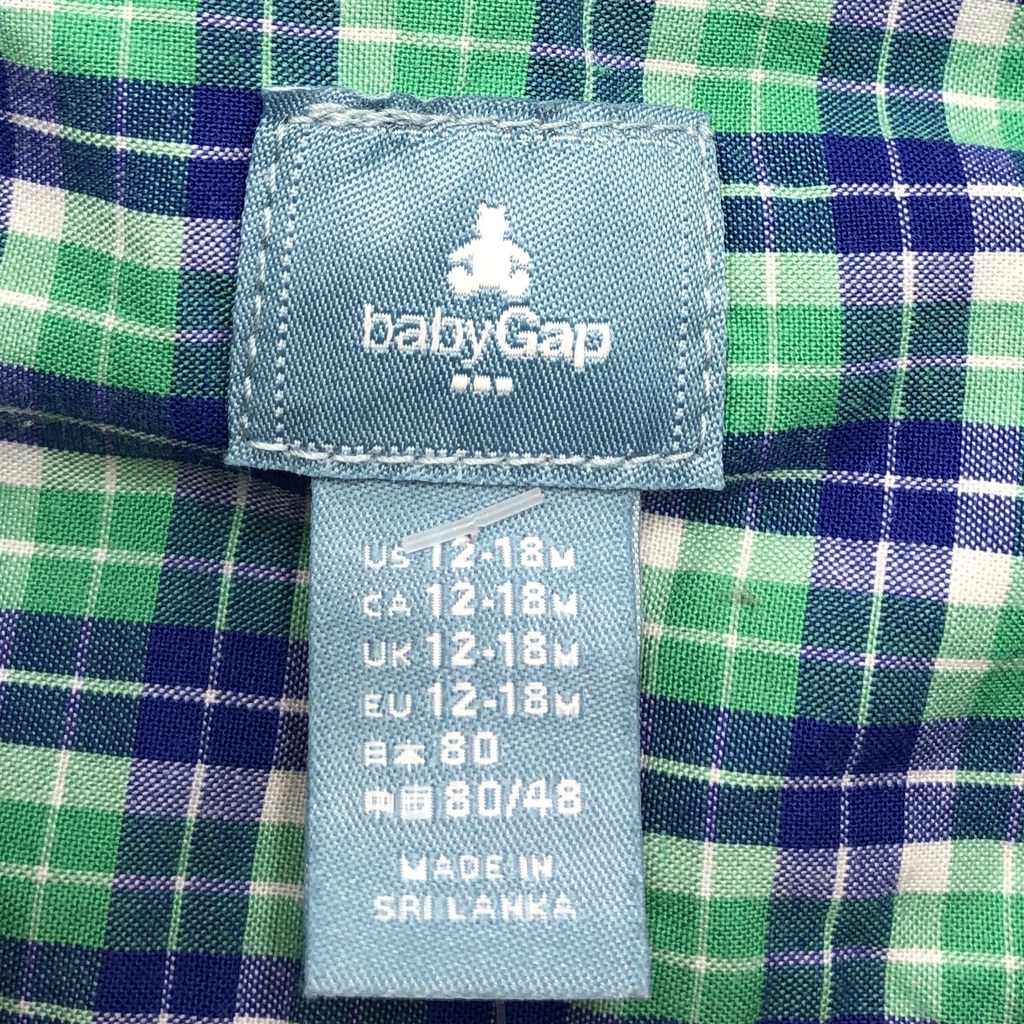 babyGap
US 12-18M
CA 12-18M
UK 12-18M
EU 12-18M
日本 80
中国 80/48
MADE IN
SRI LANKA